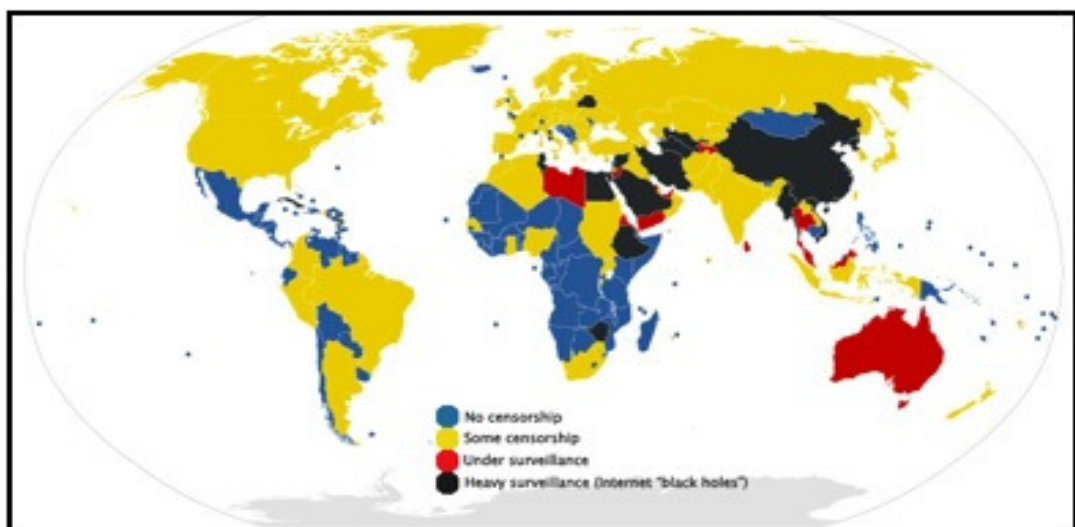 No censorship
Some censorship
Under surveillance
Heavy surveillance (Internet "black holes")